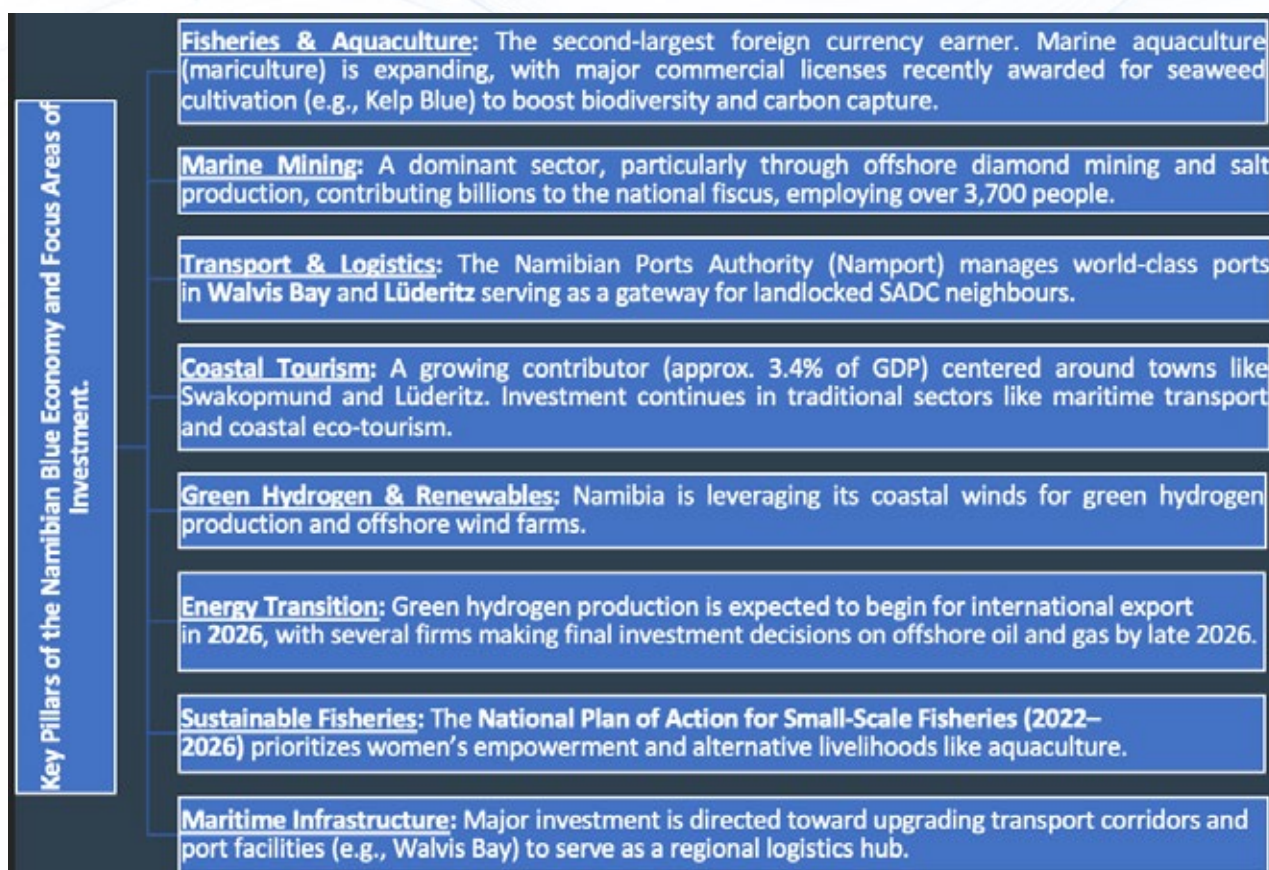 Key Pillars of the Namibian Blue Economy and Focus Areas of
Investment.
Fisheries & Aquaculture: The second-largest foreign currency earner. Marine aquaculture
(mariculture) is expanding, with major commercial licenses recently awarded for seaweed
cultivation (e.g., Kelp Blue) to boost biodiversity and carbon capture.
Marine Mining: A dominant sector, particularly through offshore diamond mining and salt
production, contributing billions to the national fiscus, employing over 3,700 people.
Transport & Logistics: The Namibian Ports Authority (Namport) manages world-class ports
in Walvis Bay and Lüderitz serving as a gateway for landlocked SADC neighbours.
Coastal Tourism: A growing contributor (approx. 3.4% of GDP) centered around towns like
Swakopmund and Lüderitz. Investment continues in traditional sectors like maritime transport
and coastal eco-tourism.
Green Hydrogen & Renewables: Namibia is leveraging its coastal winds for green hydrogen
production and offshore wind farms.
Energy Transition: Green hydrogen production is expected to begin for international export
in 2026, with several firms making final investment decisions on offshore oil and gas by late 2026.
Sustainable Fisheries: The National Plan of Action for Small-Scale Fisheries (2022–
2026) prioritizes women’s empowerment and alternative livelihoods like aquaculture.
Maritime Infrastructure: Major investment is directed toward upgrading transport corridors and
port facilities (e.g., Walvis Bay) to serve as a regional logistics hub.